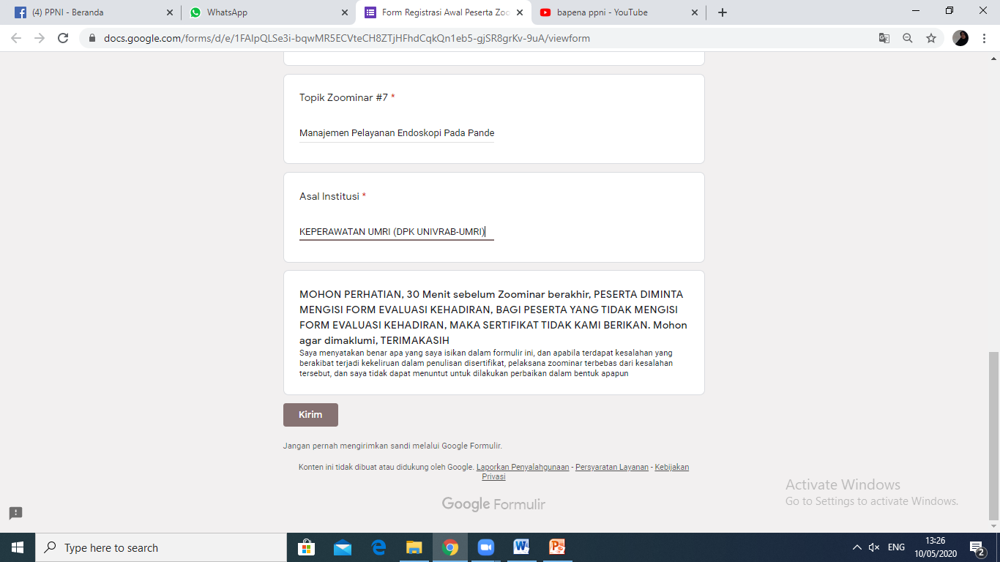 (4) PPNI - Beranda
WhatsApp
Form Registrasi Awal Peserta Zoo
bapena ppni - YouTube
docs.google.com/forms/d/e/1FAIpQLSe3i-bqwMR5ECVteCH8ZTjHFhdCqkQn1eb5-gjSR8grKv-9uA/viewform
Topik Zoominar #7 *
Manajemen Pelayanan Endoskopi Pada Pande
Asal Institusi *
KEPERAWATAN UMRI (DPK UNIVRAB-UMRI)
MOHON PERHATIAN, 30 Menit sebelum Zoominar berakhir, PESERTA DIMINTA
MENGISI FORM EVALUASI KEHADIRAN, BAGI PESERTA YANG TIDAK MENGISI
FORM EVALUASI KEHADIRAN, MAKA SERTIFIKAT TIDAK KAMI BERIKAN. Mohon
agar dimaklumi, TERIMAKASIH
Saya menyatakan benar apa yang saya isikan dalam formulir ini, dan apabila terdapat kesalahan yang
berakibat terjadi kekeliruan dalam penulisan disertifikat, pelaksana zoominar terbebas dari kesalahan
tersebut, dan saya tidak dapat menuntut untuk dilakukan perbaikan dalam bentuk apapun
Kirim
Jangan pernah mengirimkan sandi melalui Google Formulir.
Konten ini tidak dibuat atau didukung oleh Google. Laporkan Penyalahgunaan - Persyaratan Layanan - Kebijakan
Privasi
Google Formulir
Activate Windows
Go to Settings to activate Windows.
Type here to search
ENG
13:26
10/05/2020
2